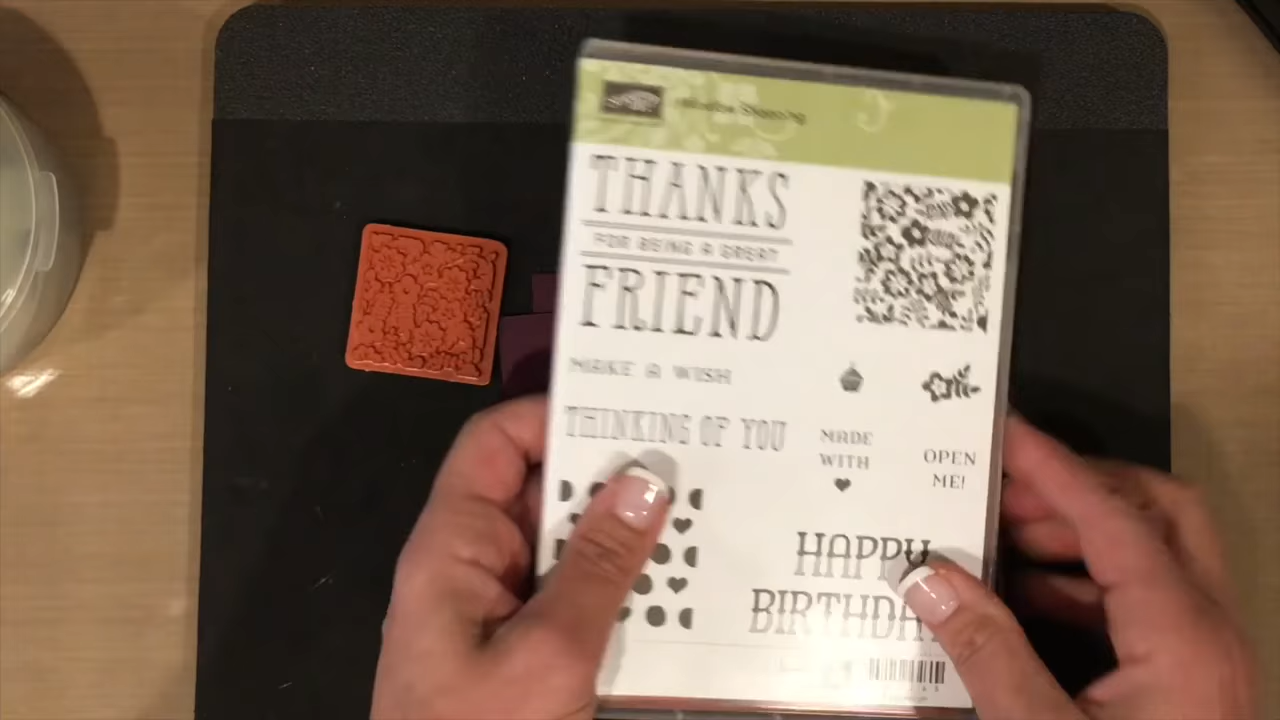 THANKS
FOR BEING A GREAT
FRIEND
MAKE A WISH
THINKING OF YOU
MADE
WITH
OPEN
ME!
HAPPY
BIRTHDAY